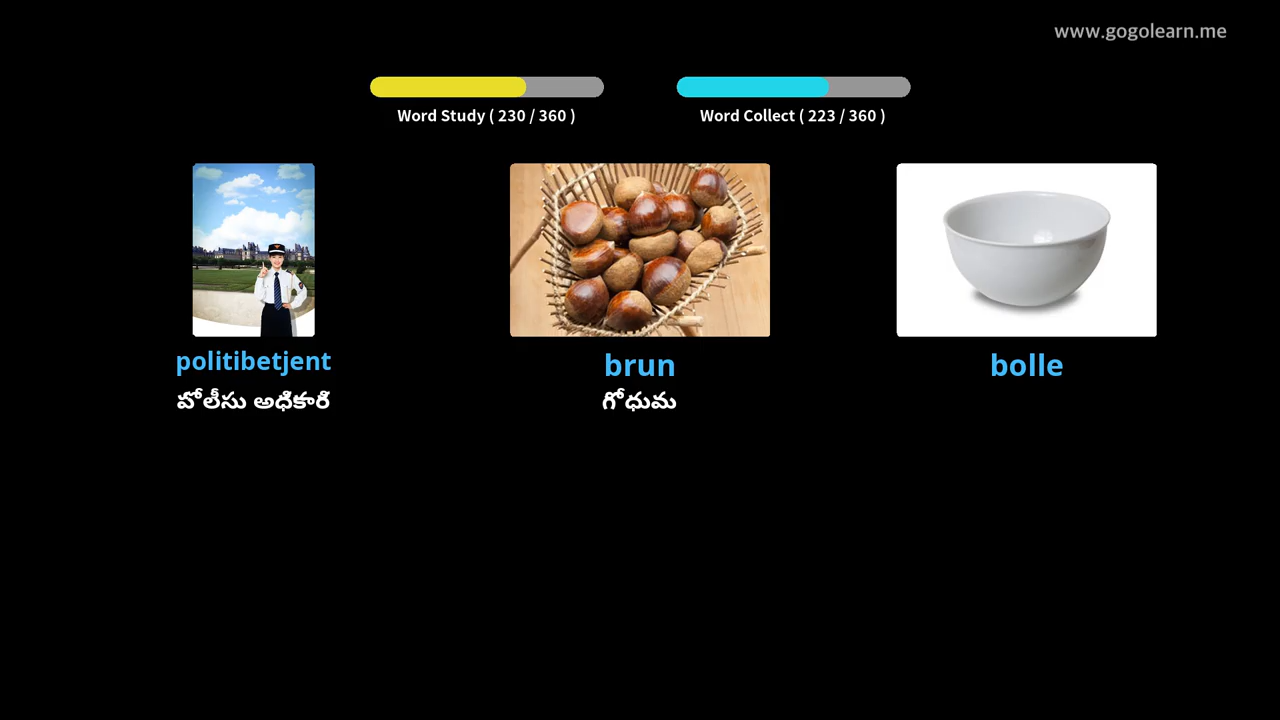 www.gogolearn.me
Word Study ( 230 / 360 )
Word Collect ( 223 / 360 )
politibetjent
పోలీసు అధికారి
brun
గోధుమ
bolle